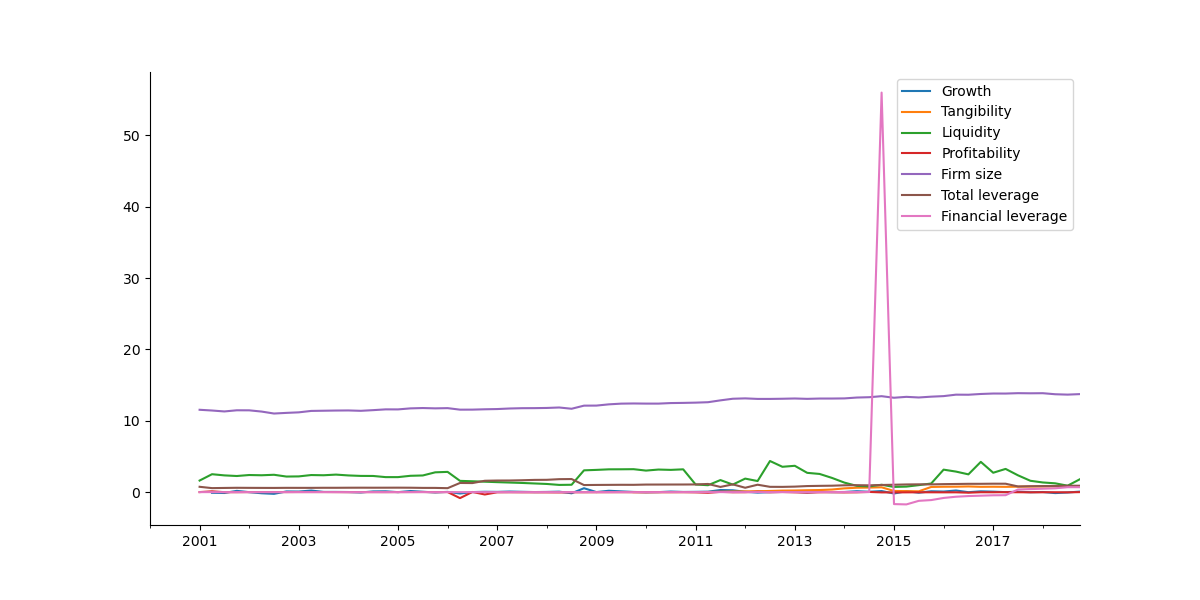 Growth
Tangibility
Liquidity
Profitability
Firm size
Total leverage
Financial leverage
50
40
30
20
10
0
2001 2003 2005 2007 2009 2011 2013 2015 2017